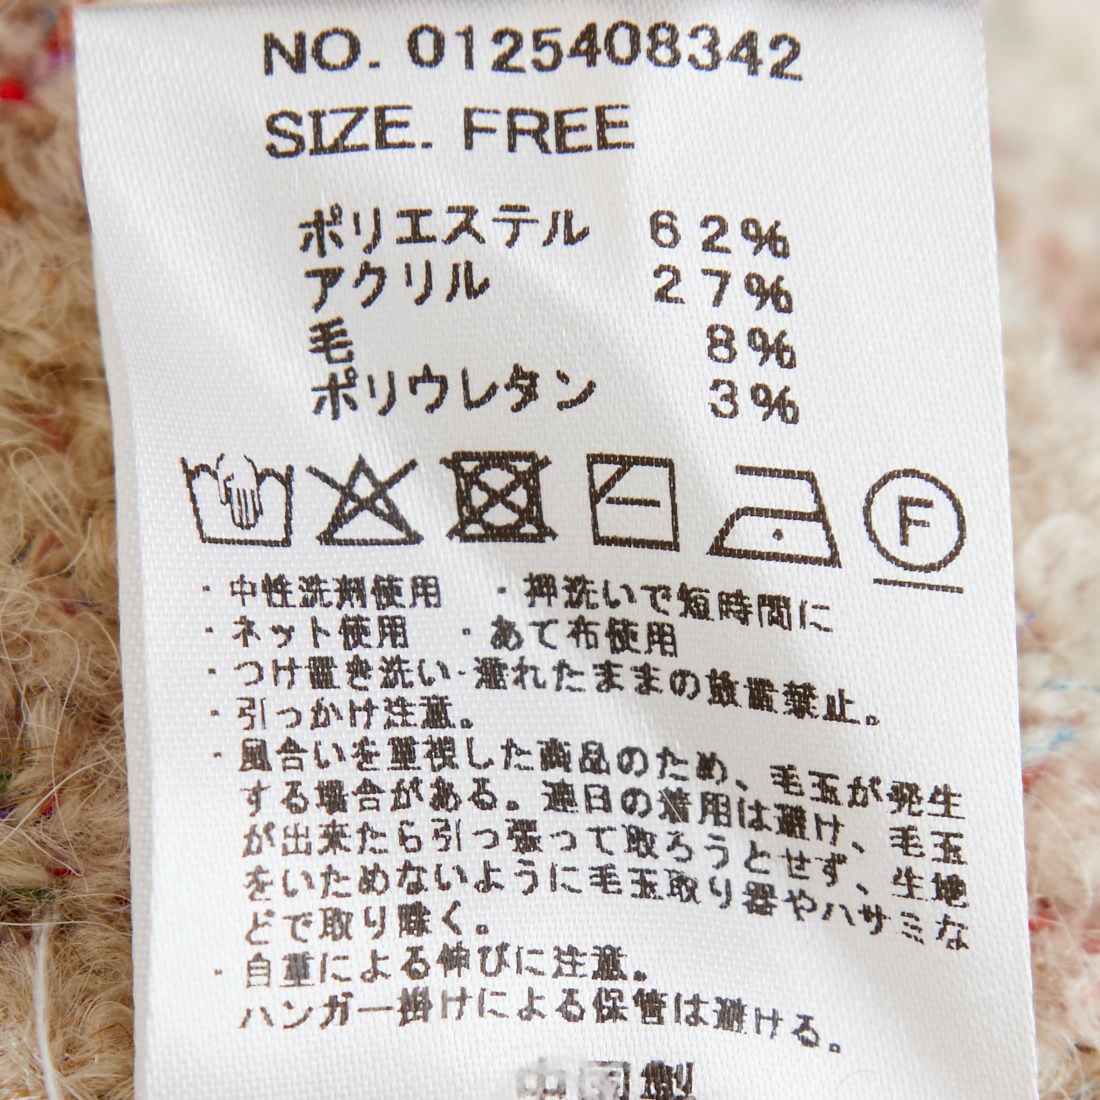 NO. 0125408342
SIZE. FREE
ポリエステル 62%
アクリル 27%
毛 8%
ポリウレタン 3%
F
・中性洗剤使用 ・押洗いで短時間に
・ネット使用 ・あて布使用
・つけ置き洗い・濡れたままの放置禁止。
・引っかけ注意。
・風合いを重視した商品のため、毛玉が発生
する場合がある。連日の着用は避け、毛玉
が出来たら引っ張って取ろうとせず、生地
をいためないように毛玉取り器やハサミな
どで取り除く。
・自重による伸びに注意。
ハンガー掛けによる保管は避ける。
中国製